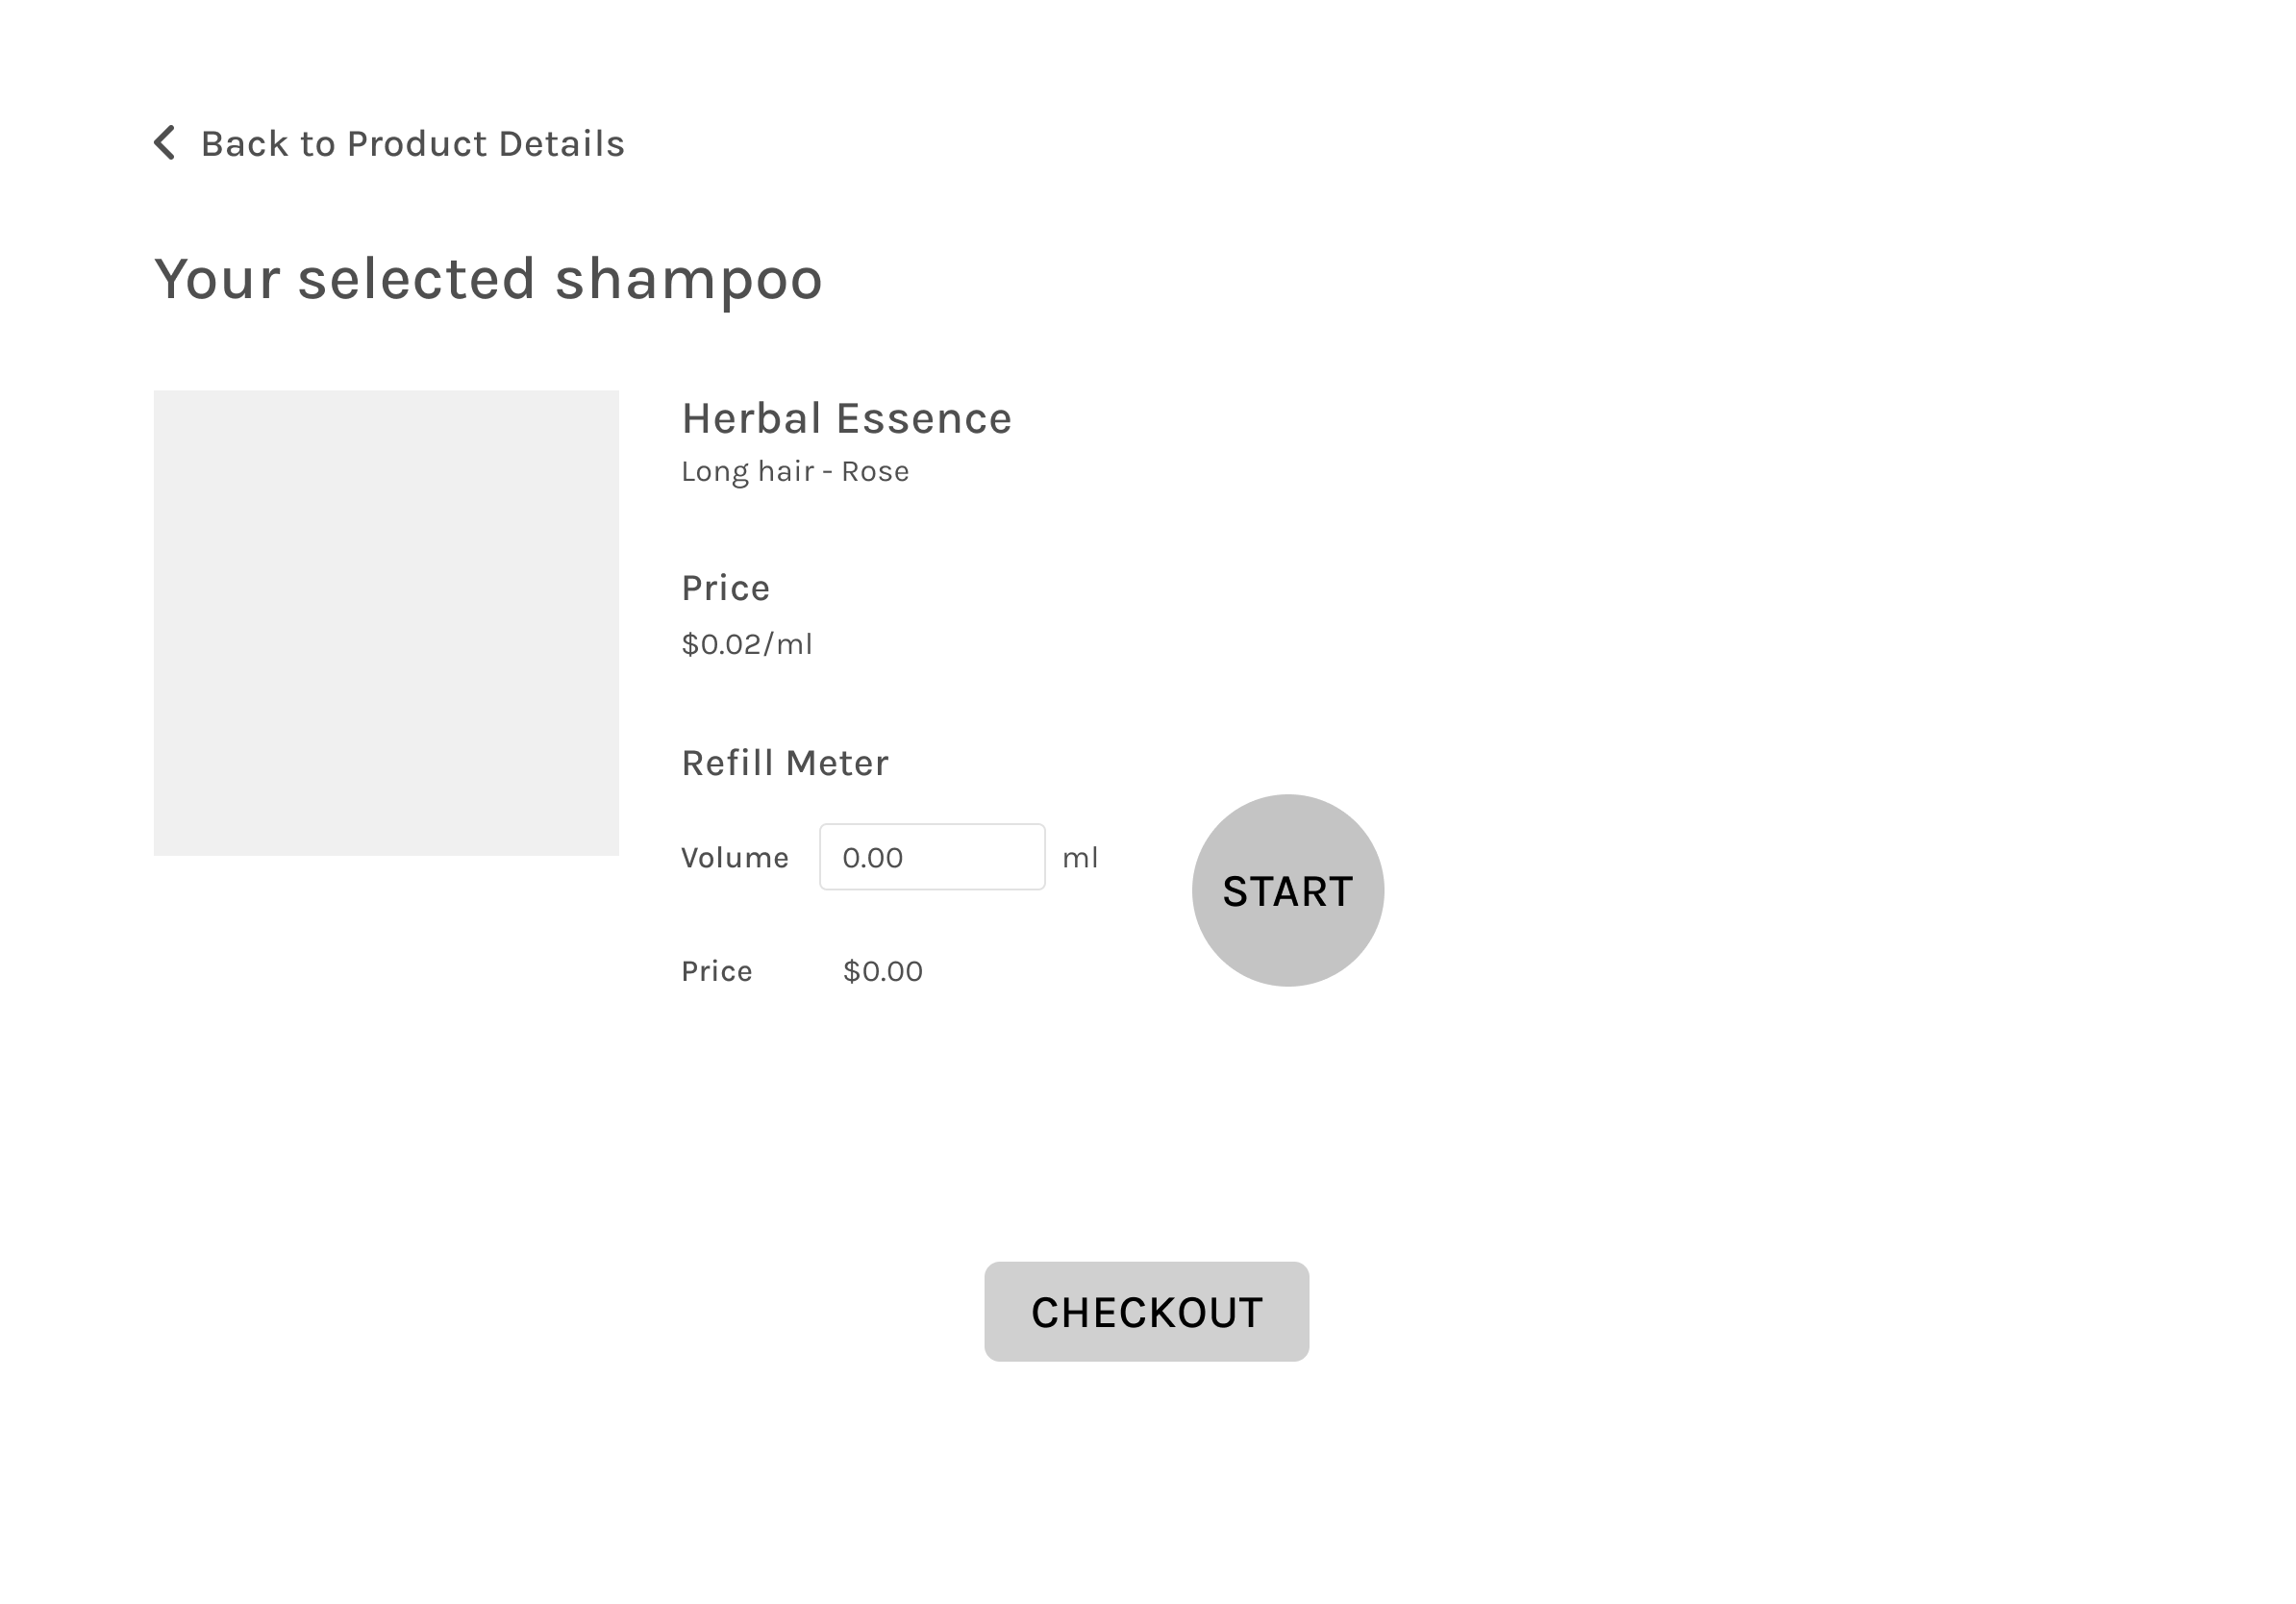 Back to Product Details
Your selected shampoo
Herbal Essence
Long hair - Rose
Price
$0.02/ml
Refill Meter
Volume 0.00 ml
START
Price $0.00
CHECKOUT